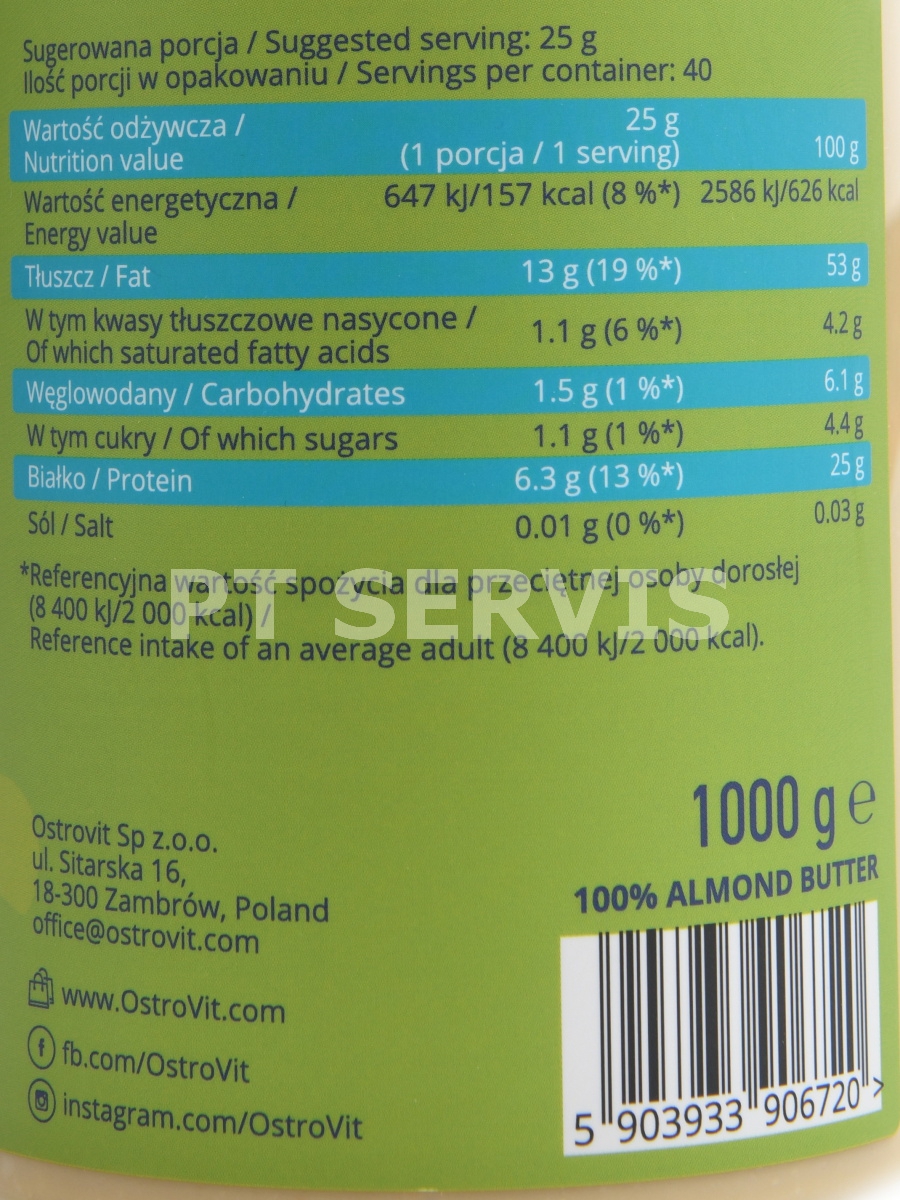 Sugerowana porcja / Suggested serving: 25 g
Ilość porcji w opakowaniu / Servings per container: 40
Wartość odżywcza / Nutrition value 25 g (1 porcja / 1 serving) 100 g
Wartość energetyczna / Energy value 647 kJ/157 kcal (8 %*) 2586 kJ/626 kcal
Tłuszcz / Fat 13 g (19 %*) 53 g
W tym kwasy tłuszczowe nasycone / Of which saturated fatty acids 1.1 g (6 %*) 4.2 g
Węglowodany / Carbohydrates 1.5 g (1 %*) 6.1 g
W tym cukry / Of which sugars 1.1 g (1 %*) 4.4 g
Białko / Protein 6.3 g (13 %*) 25 g
Sól / Salt 0.01 g (0 %*) 0.03 g
*Referencyjna wartość spożycia dla przeciętnej osoby dorosłej
(8 400 kJ/2 000 kcal) /
Reference intake of an average adult (8 400 kJ/2 000 kcal).
PT SERVIS
1000 g e
100% ALMOND BUTTER
Ostrovit Sp z.o.o.
ul. Sitarska 16,
18-300 Zambrów, Poland
office@ostrovit.com
www.OstroVit.com
fb.com/OstroVit
instagram.com/OstroVit
5 903933 906720 >